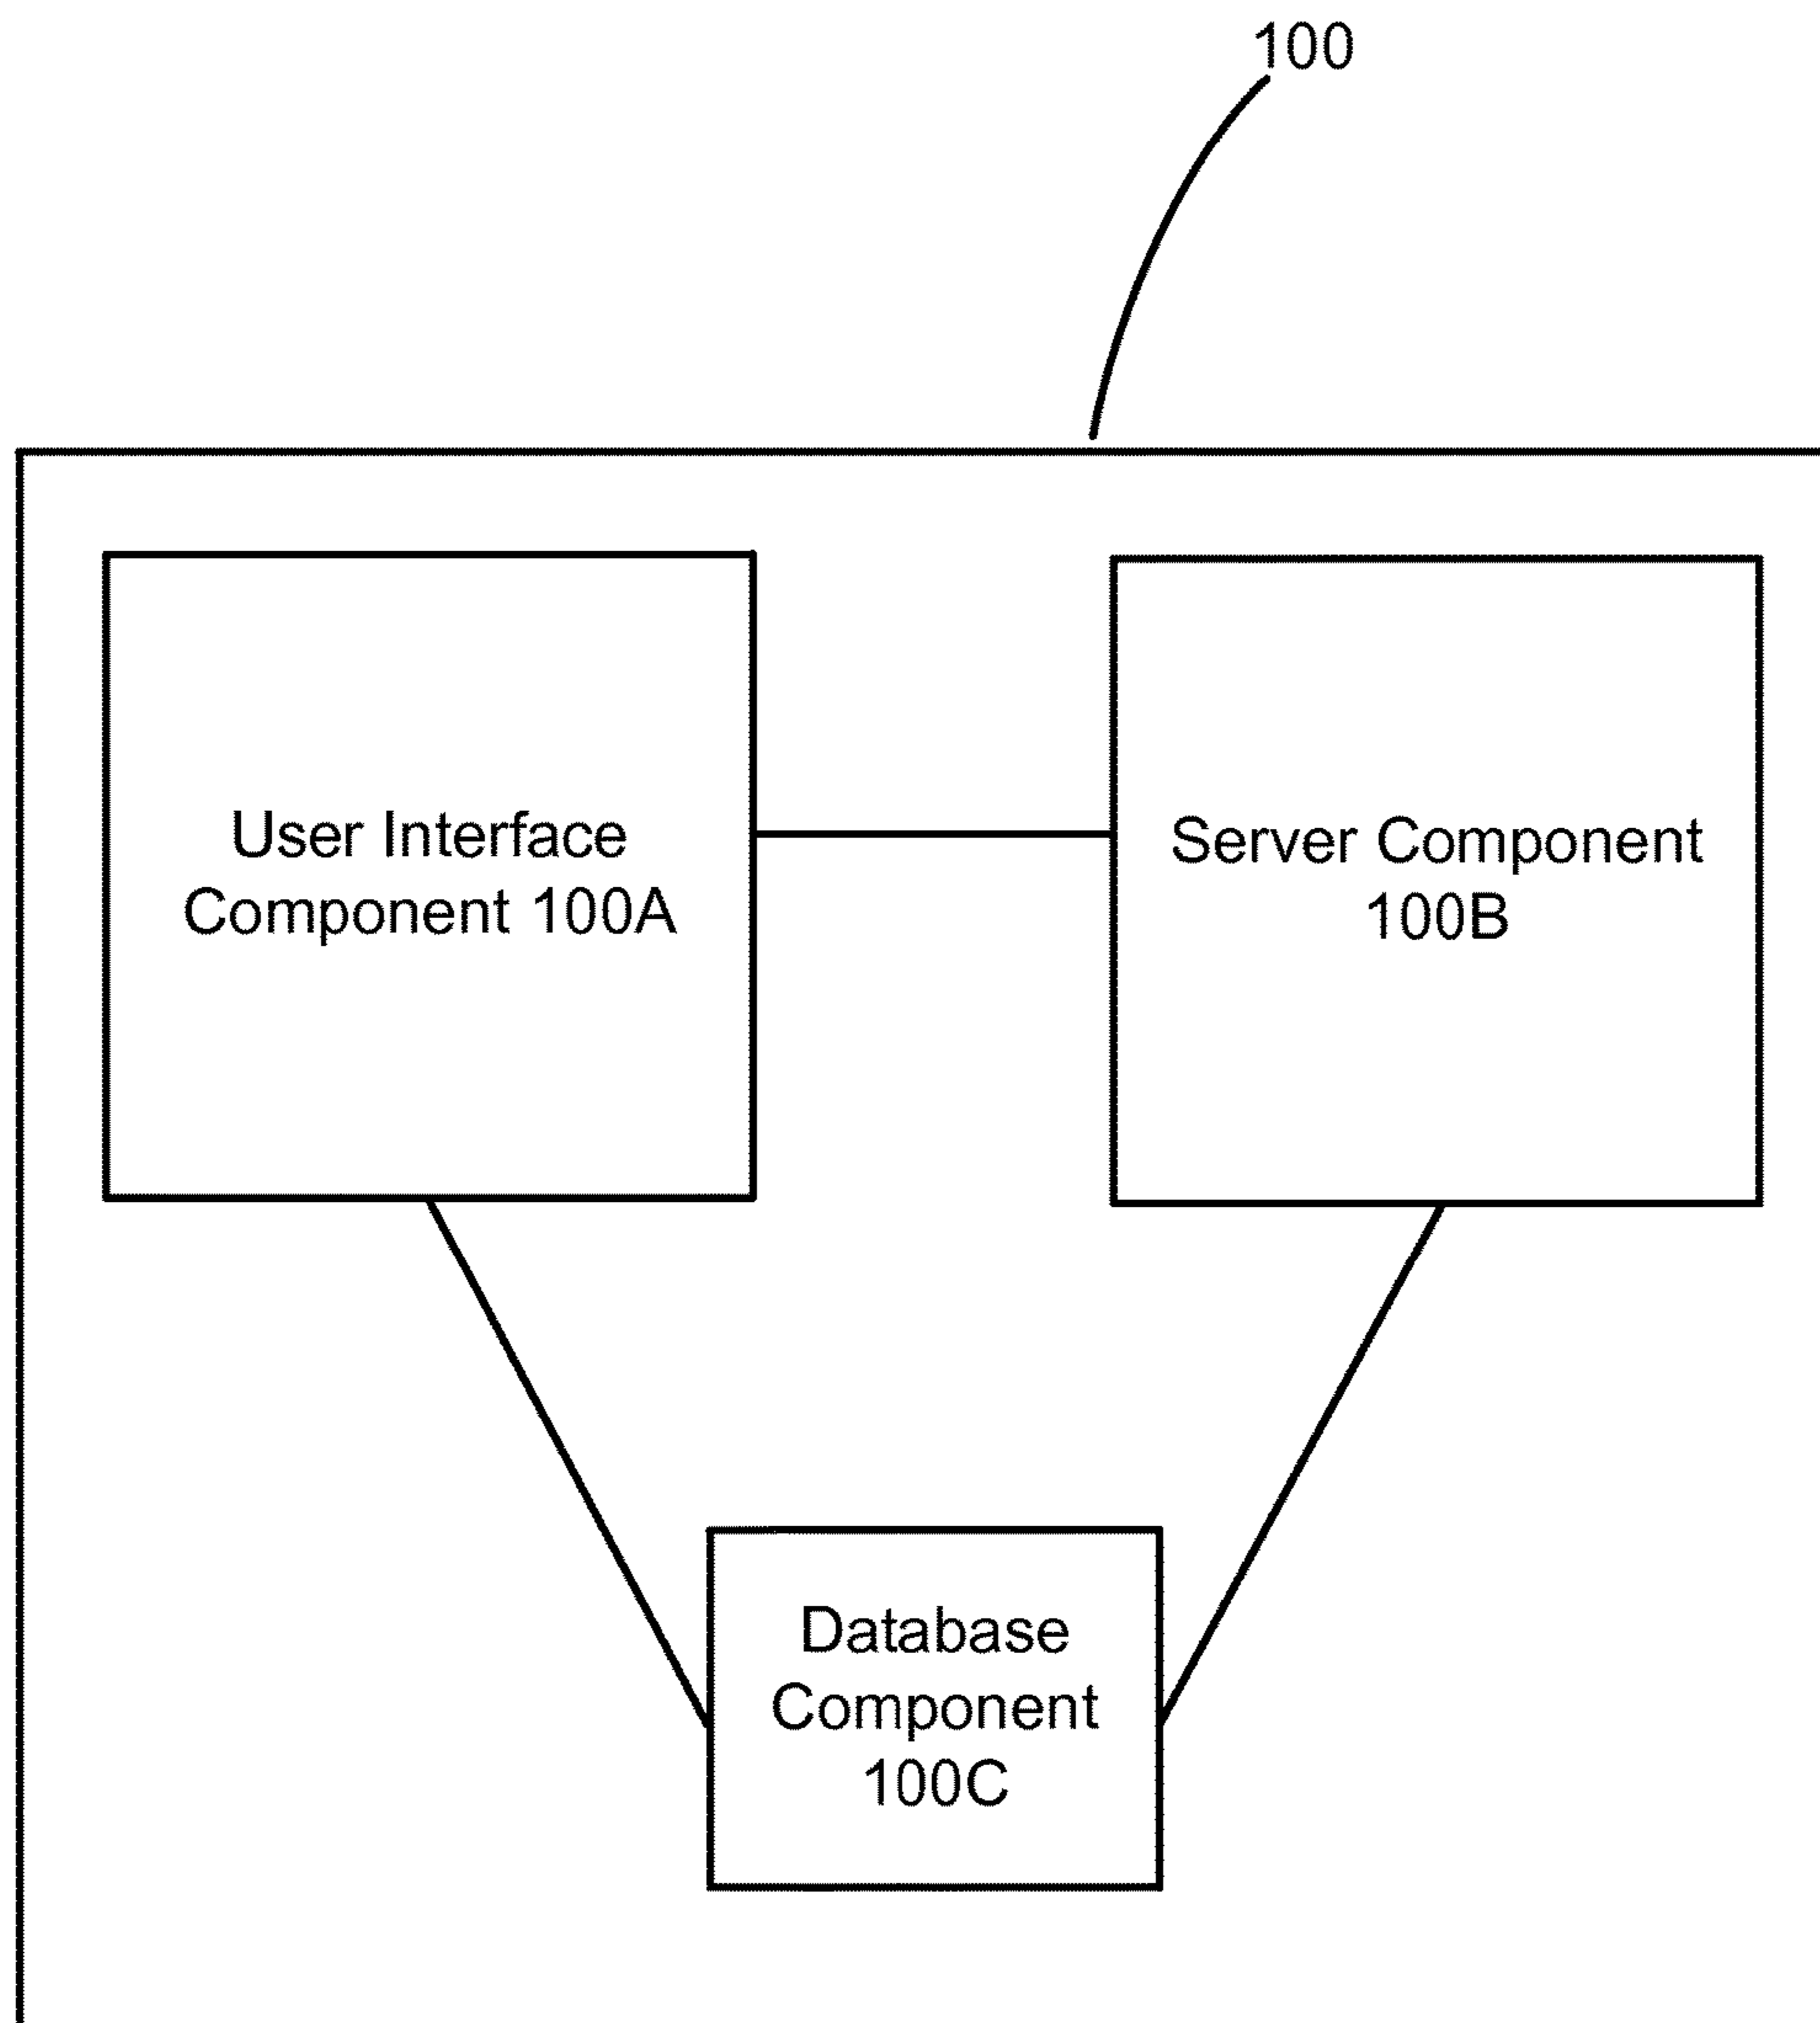 100
User Interface
Component 100A
Server Component
100B
Database
Component
100C